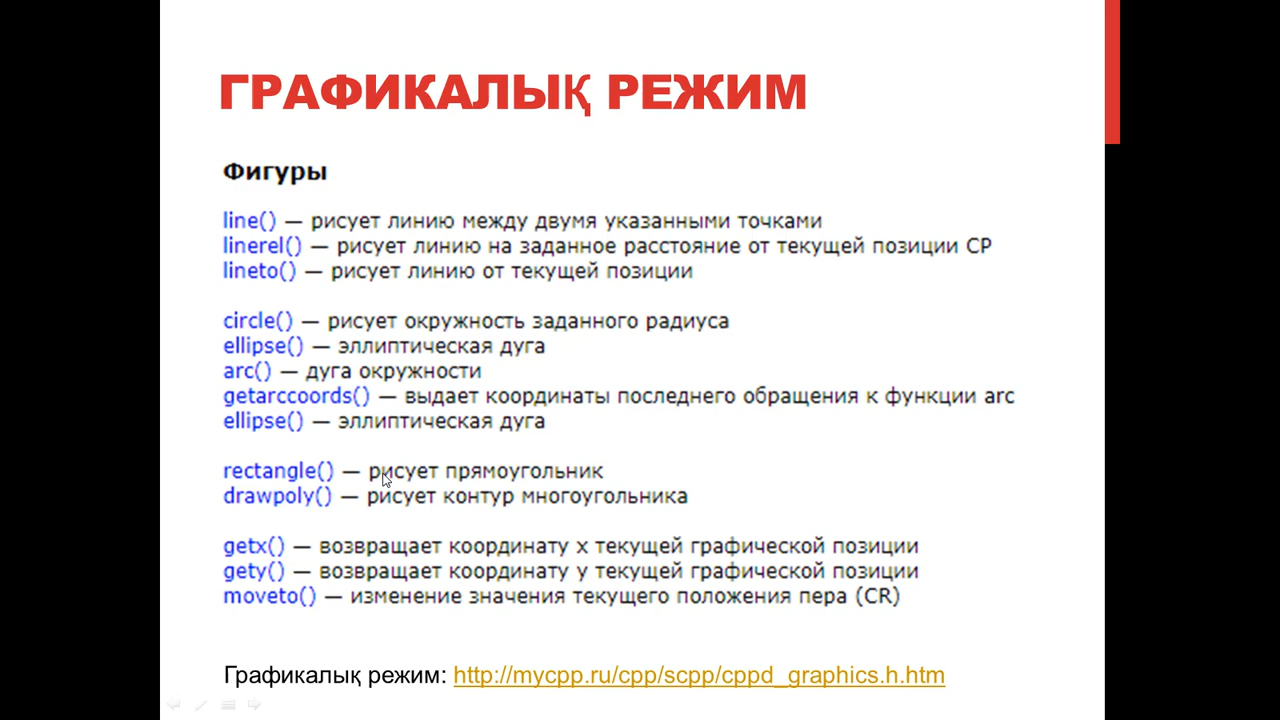 ГРАФИКАЛЫҚ РЕЖИМ
Фигуры
line() — рисует линию между двумя указанными точками
linerel() — рисует линию на заданное расстояние от текущей позиции CP
lineto() — рисует линию от текущей позиции
circle() — рисует окружность заданного радиуса
ellipse() — эллиптическая дуга
arc() — дуга окружности
getarccoords() — выдает координаты последнего обращения к функции arc
ellipse() — эллиптическая дуга
rectangle() — рисует прямоугольник
drawpoly() — рисует контур многоугольника
getx() — возвращает координату x текущей графической позиции
gety() — возвращает координату y текущей графической позиции
moveto() — изменение значения текущего положения пера (CR)
Графикалық режим: http://mycpp.ru/cpp/scpp/cppd_graphics.h.htm